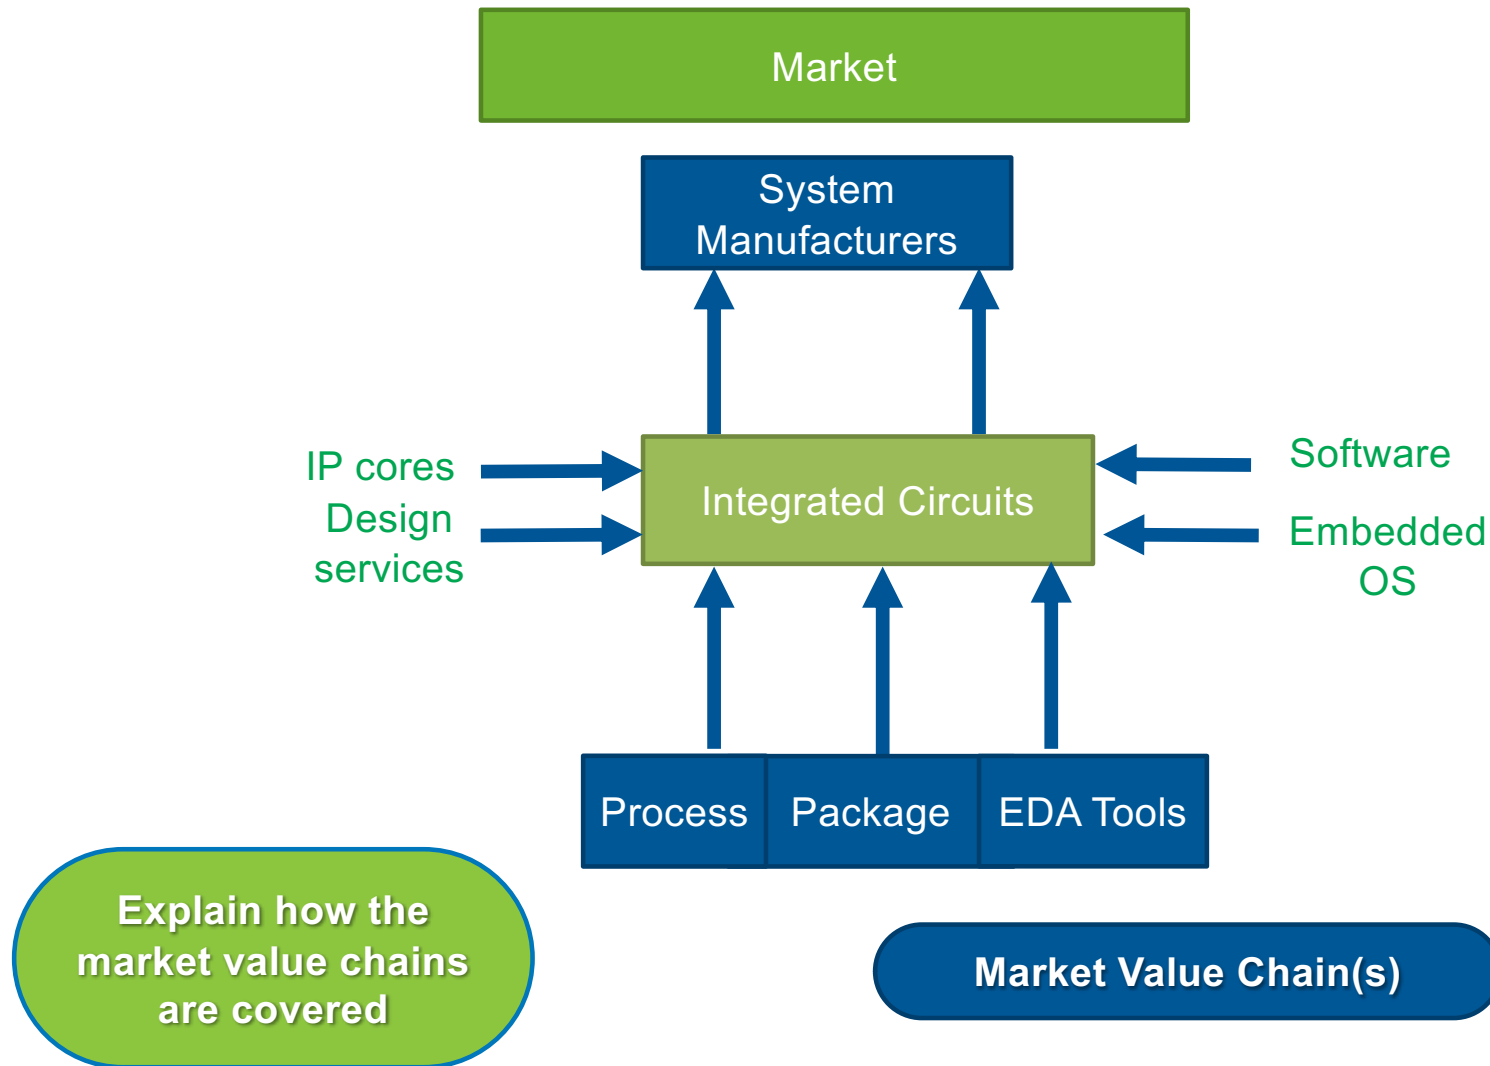 Market
System
Manufacturers
IP cores
Design
services
Integrated Circuits
Software
Embedded
OS
Process
Package
EDA Tools
Explain how the
market value chains
are covered
Market Value Chain(s)